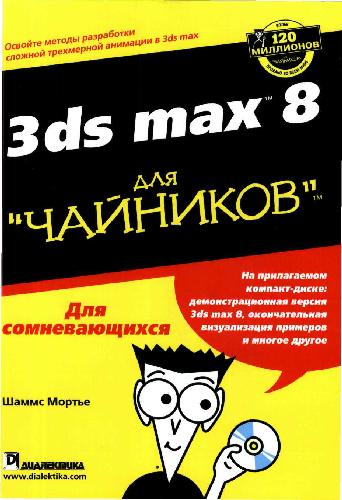 Освойте методы разработки
сложной трехмерной анимации в 3ds max
120
МИЛЛИОНОВ
3ds max™ 8
ДЛЯ
"ЧАЙНИКОВ"™
На прилагаемом
компакт-диске:
демонстрационная версия
3ds max 8, окончательная
визуализация примеров
и многое другое
Для
сомневающихся
Шаммс Мортье
ДИАЛЕКТИКА
www.dialektika.com